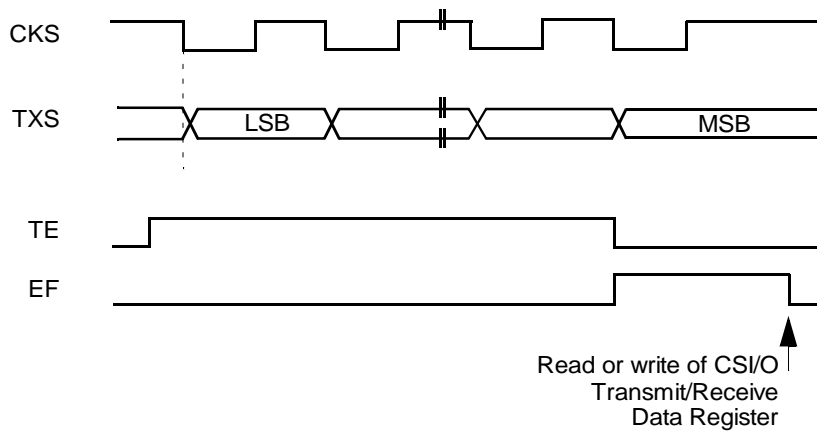 CKS
TXS
LSB
MSB
TE
EF
Read or write of CSI/O
Transmit/Receive
Data Register